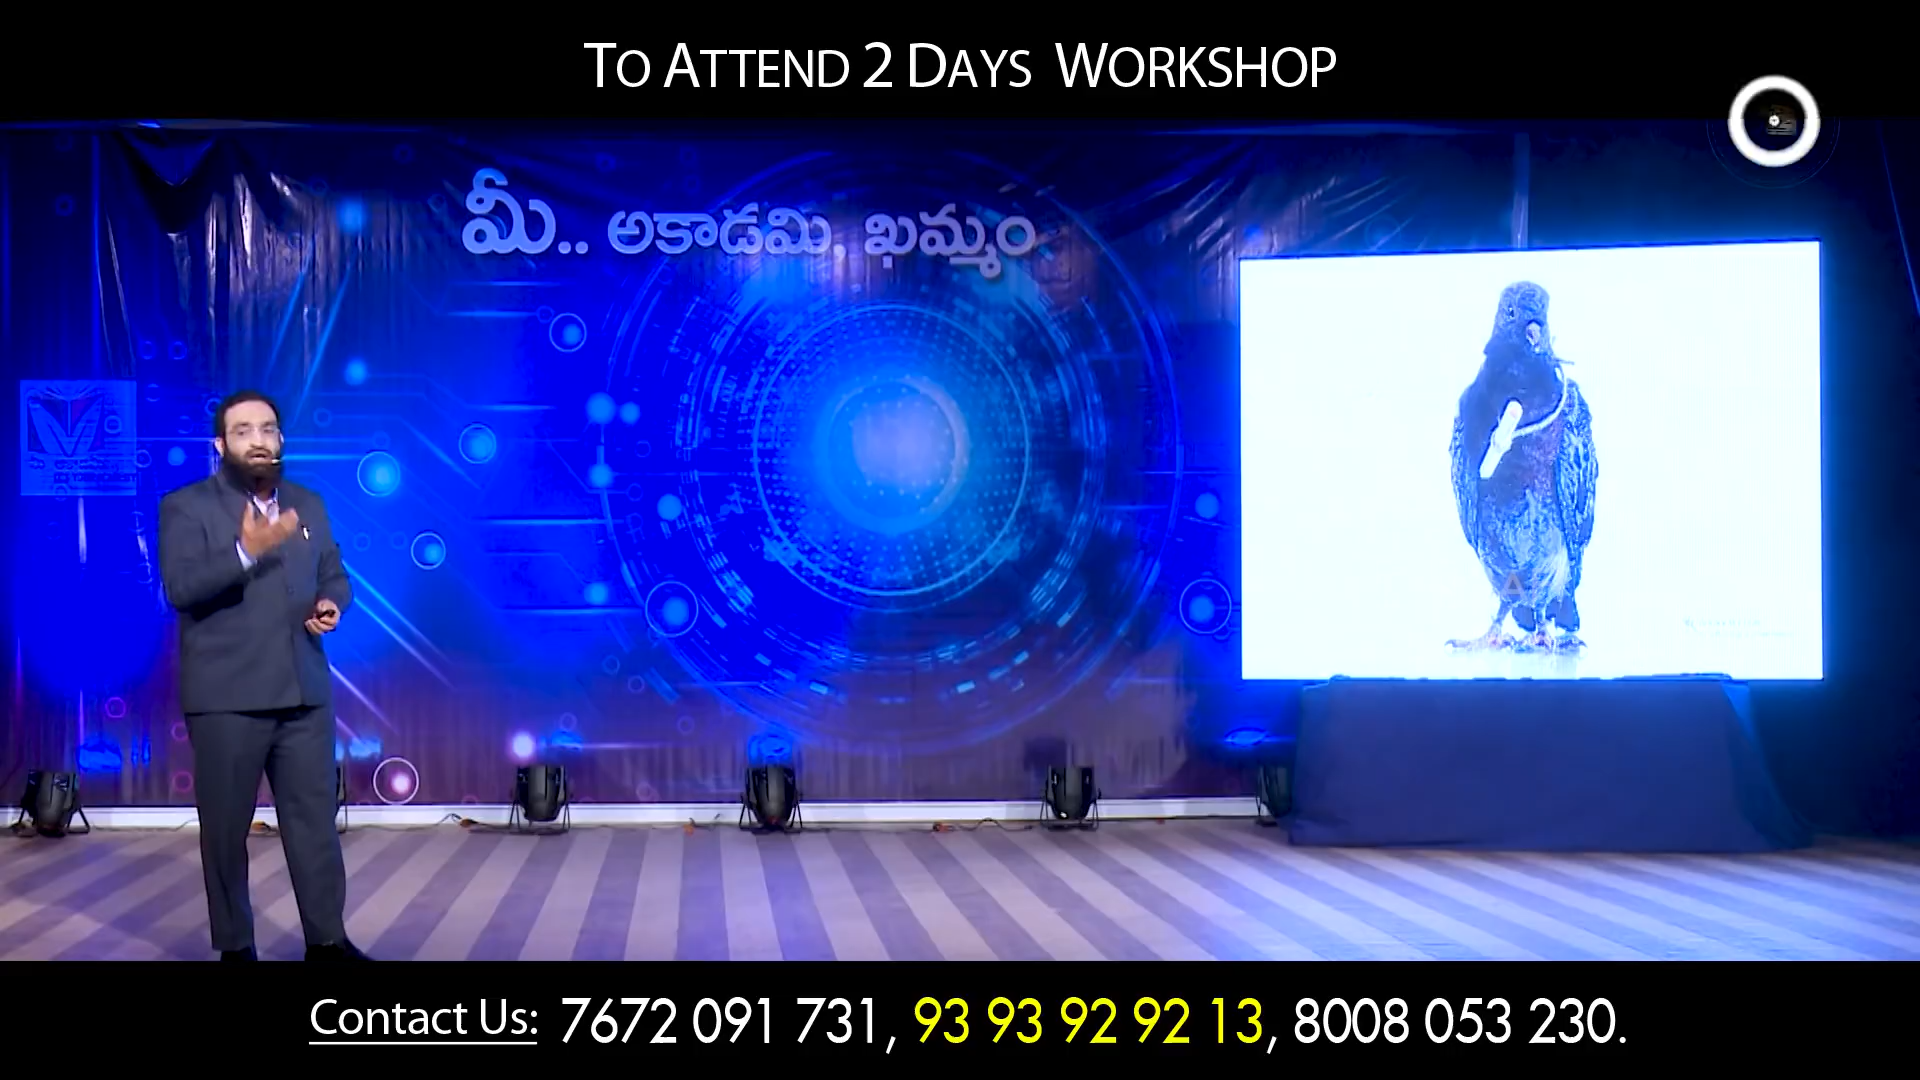 TO ATTEND 2 DAYS WORKSHOP
మీ.. అకాడమి, ఖమ్మం
Contact Us: 7672 091 731, 93 93 92 92 13, 8008 053 230.